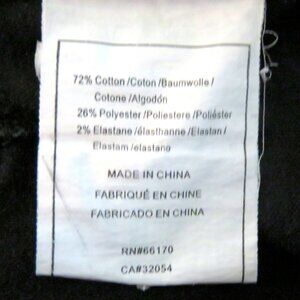 72% Cotton/Coton/Baumwolle/
Cotone/Algodón
26% Polyester/Poliestere/Poliéster
2% Elastane/élasthanne/Elastan/
Elastam/elastano
MADE IN CHINA
FABRIQUÉ EN CHINE
FABRICADO EN CHINA
RN#66170
CA#32054